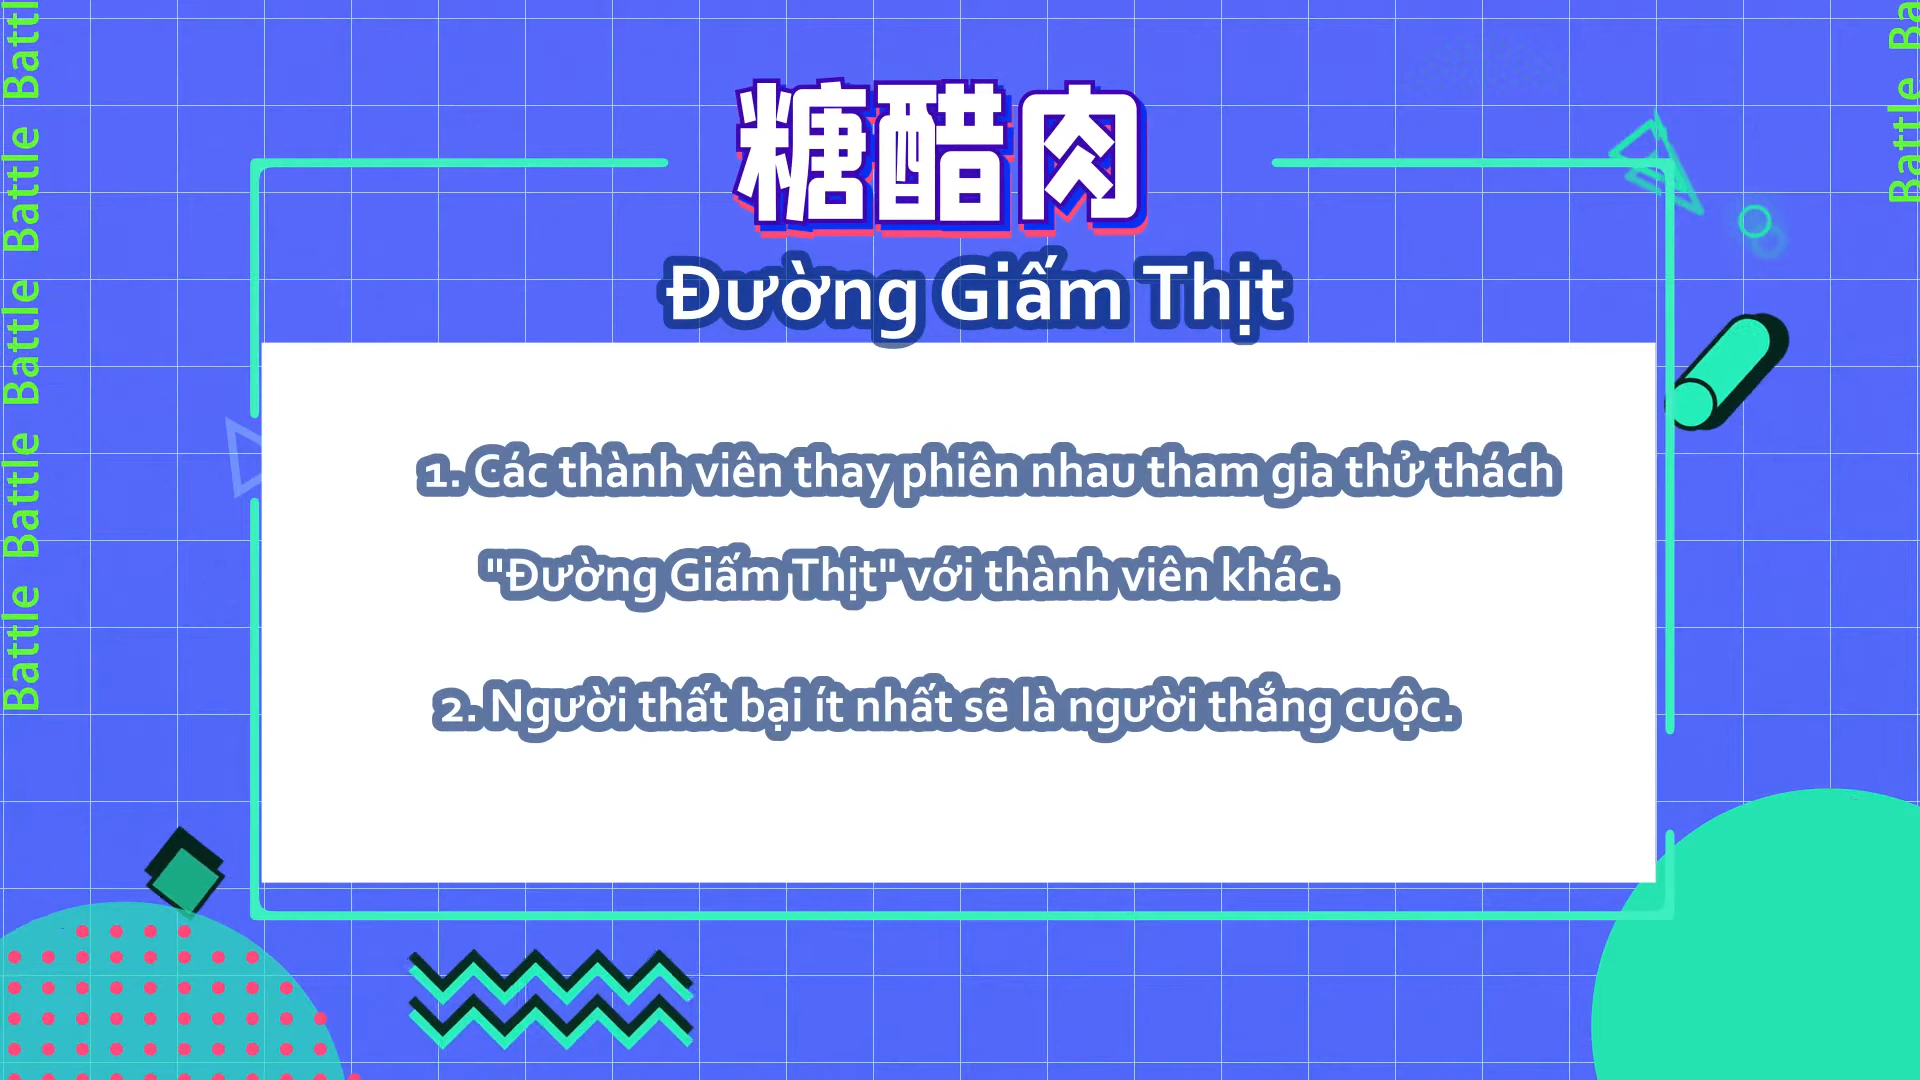 糖醋肉
Đường Giấm Thịt
1. Các thành viên thay phiên nhau tham gia thử thách
"Đường Giấm Thịt" với thành viên khác.
2. Người thất bại ít nhất sẽ là người thắng cuộc.
Battle Battle Battle Battle Battl
Battle Ba